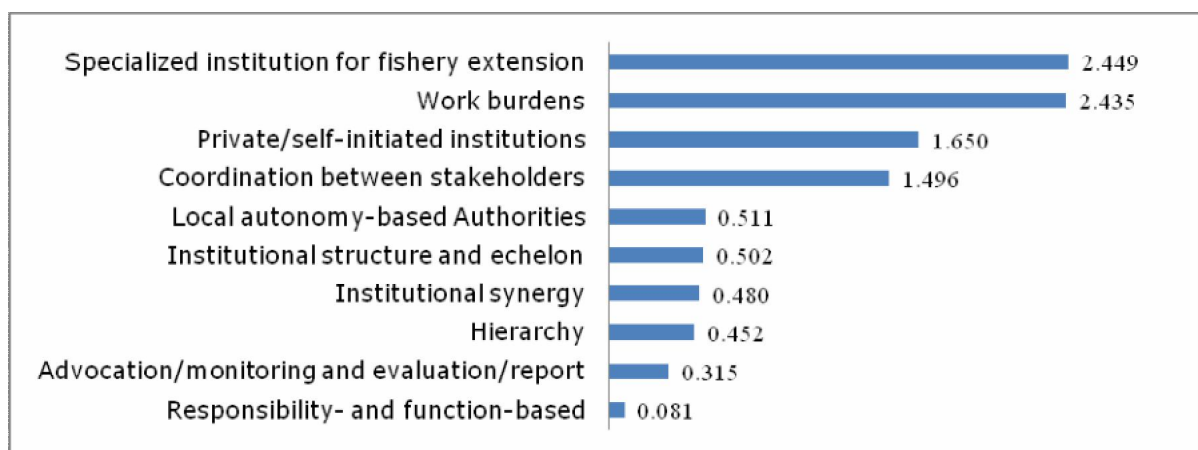 Specialized institution for fishery extension 2.449
Work burdens 2.435
Private/self-initiated institutions 1.650
Coordination between stakeholders 1.496
Local autonomy-based Authorities 0.511
Institutional structure and echelon 0.502
Institutional synergy 0.480
Hierarchy 0.452
Advocation/monitoring and evaluation/report 0.315
Responsibility- and function-based 0.081